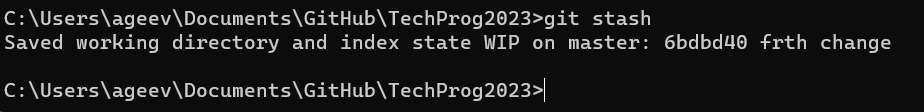 C:\Users\ageev\Documents\GitHub\TechProg2023>git stash
Saved working directory and index state WIP on master: 6bdbd40 frth change
C:\Users\ageev\Documents\GitHub\TechProg2023>